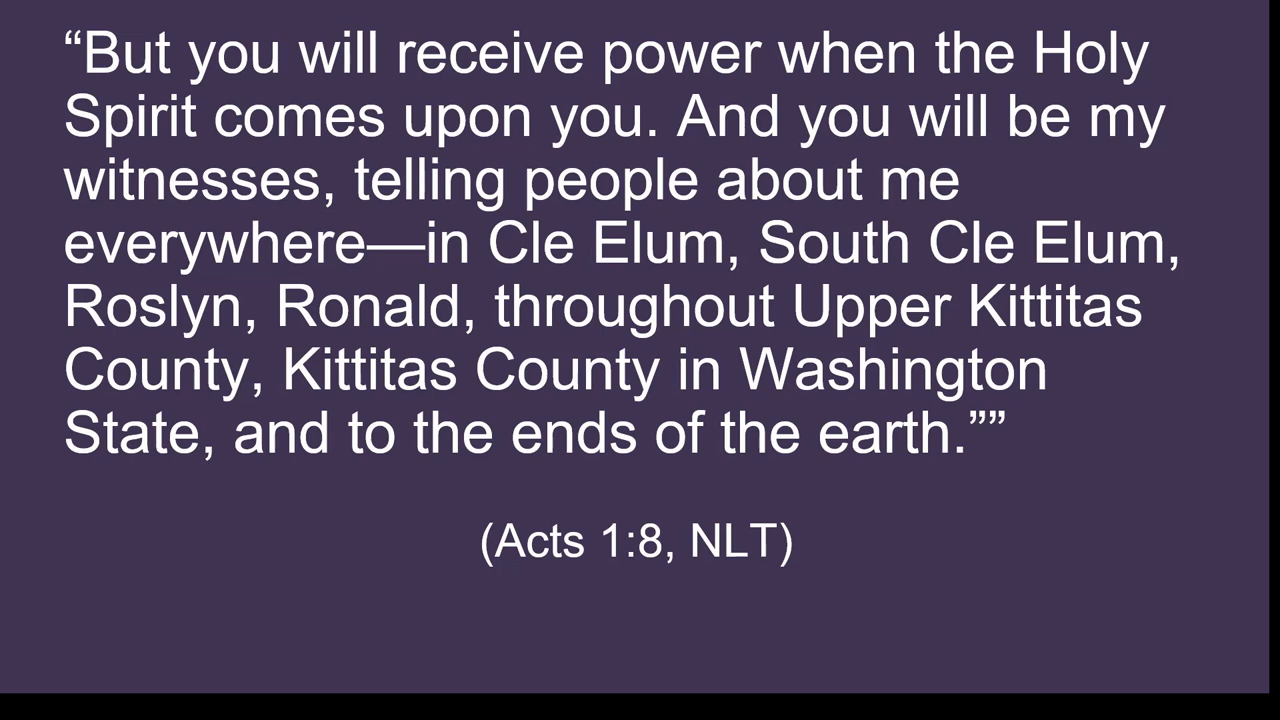 “But you will receive power when the Holy
Spirit comes upon you. And you will be my
witnesses, telling people about me
everywhere—in Cle Elum, South Cle Elum,
Roslyn, Ronald, throughout Upper Kittitas
County, Kittitas County in Washington
State, and to the ends of the earth.””
(Acts 1:8, NLT)